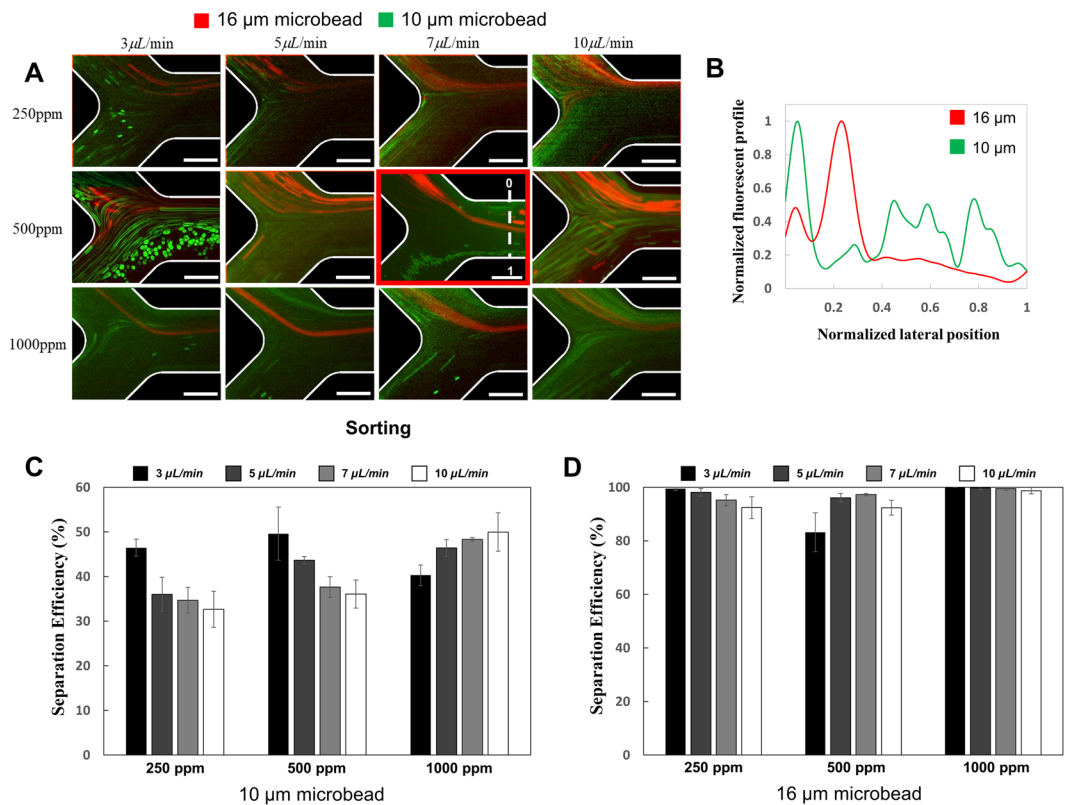 16 µm microbead 10 µm microbead
A
3µL/min 5µL/min 7µL/min 10µL/min
250ppm
500ppm
0
1
1000ppm
B
16 µm
10 µm
Normalized fluorescent profile
1
0.8
0.6
0.4
0.2
0
0 0.2 0.4 0.6 0.8 1
Normalized lateral position
Sorting
C
3 µL/min 5 µL/min 7 µL/min 10 µL/min
Separation Efficiency (%)
60
50
40
30
20
10
0
250 ppm 500 ppm 1000 ppm
10 µm microbead
D
3 µL/min 5 µL/min 7 µL/min 10 µL/min
Separation Efficiency (%)
100
80
60
40
20
0
250 ppm 500 ppm 1000 ppm
16 µm microbead